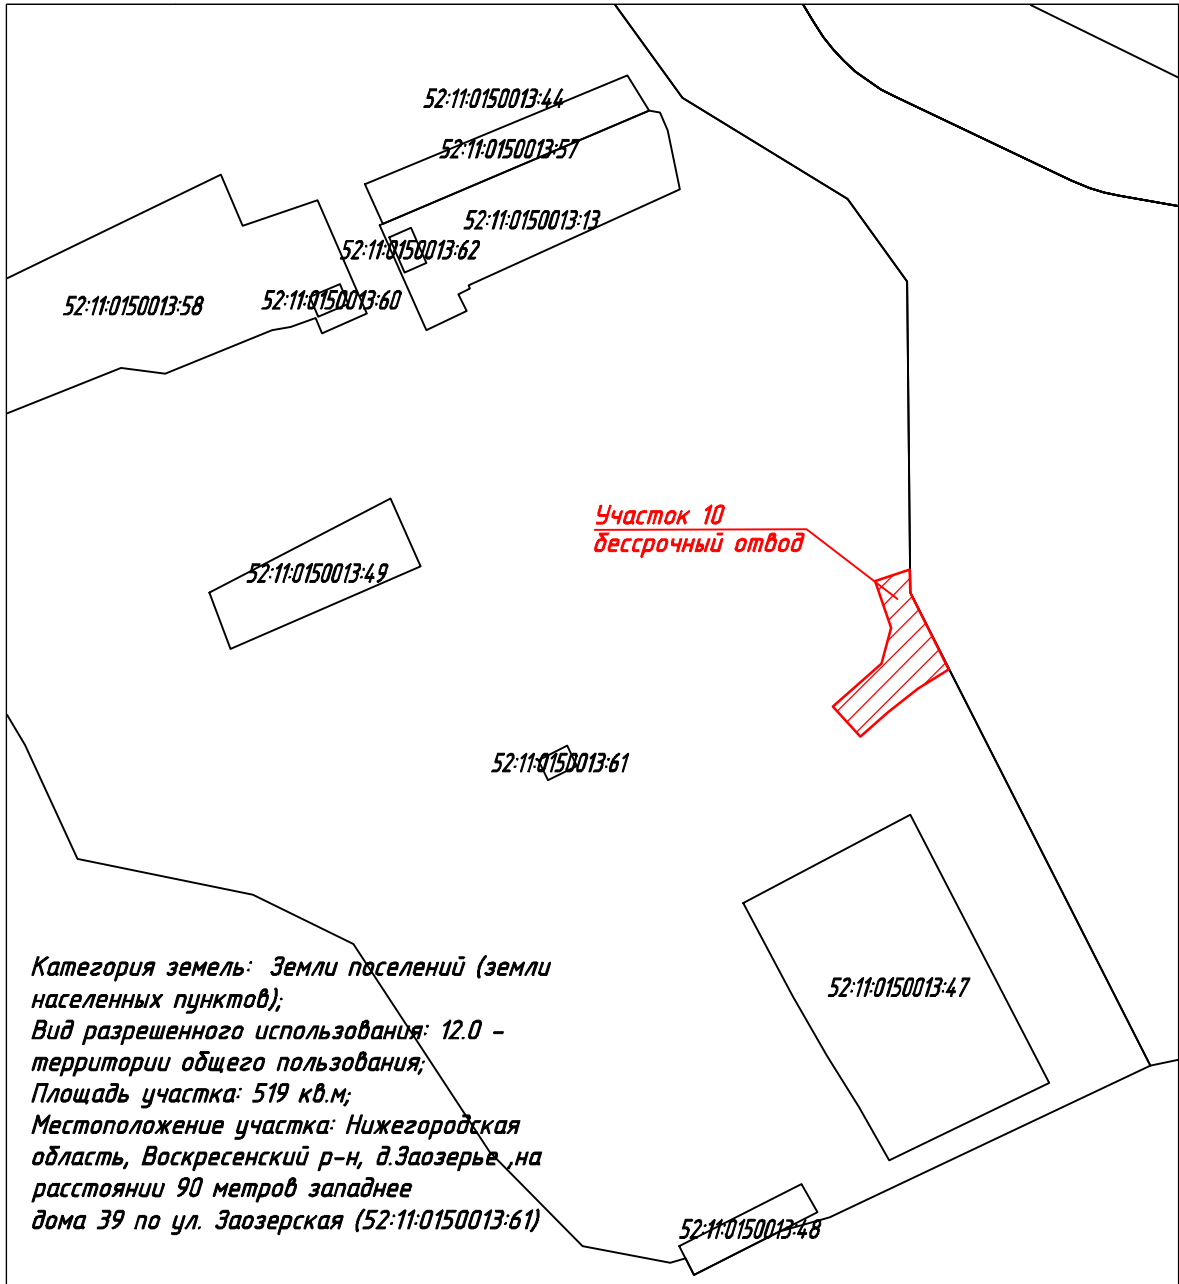 52:11:0150013:44
52:11:0150013:57
52:11:0150013:13
52:11:0150013:62
52:11:0150013:60
52:11:0150013:58
Участок 10
бессрочный отвод
52:11:0150013:49
52:11:0150013:61
52:11:0150013:47
Категория земель: Земли поселений (земли
населенных пунктов);
Вид разрешенного использования: 12.0 -
территории общего пользования;
Площадь участка: 519 кв.м;
Местоположение участка: Нижегородская
область, Воскресенский р-н, д.Заозерье ,на
расстоянии 90 метров западнее
дома 39 по ул. Заозерская (52:11:0150013:61)
52:11:0150013:48